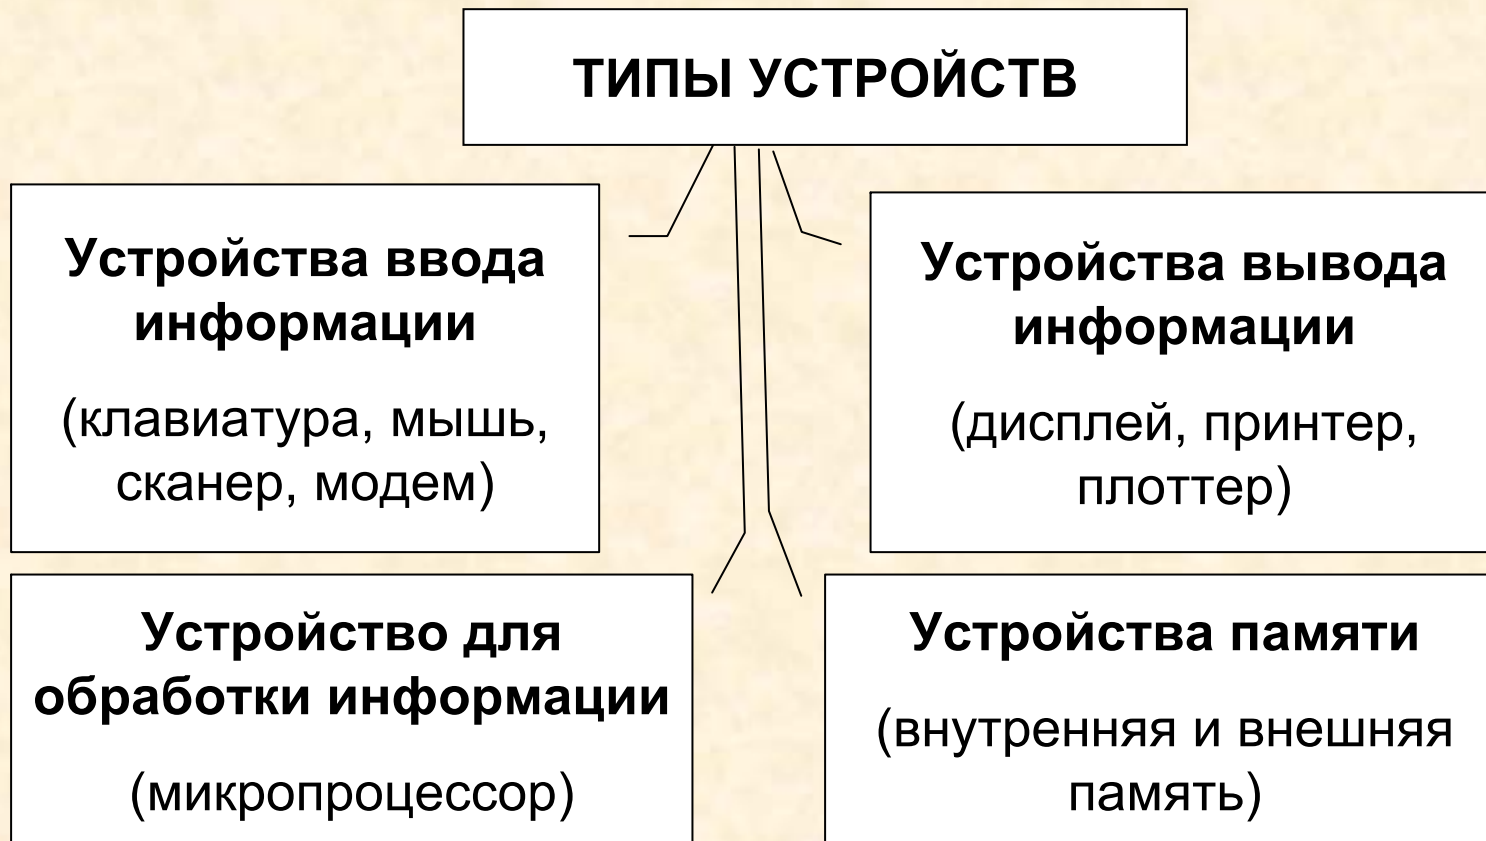 ТИПЫ УСТРОЙСТВ
Устройства ввода
информации
(клавиатура, мышь,
сканер, модем)
Устройства вывода
информации
(дисплей, принтер,
плоттер)
Устройство для
обработки информации
(микропроцессор)
Устройства памяти
(внутренняя и внешняя
память)